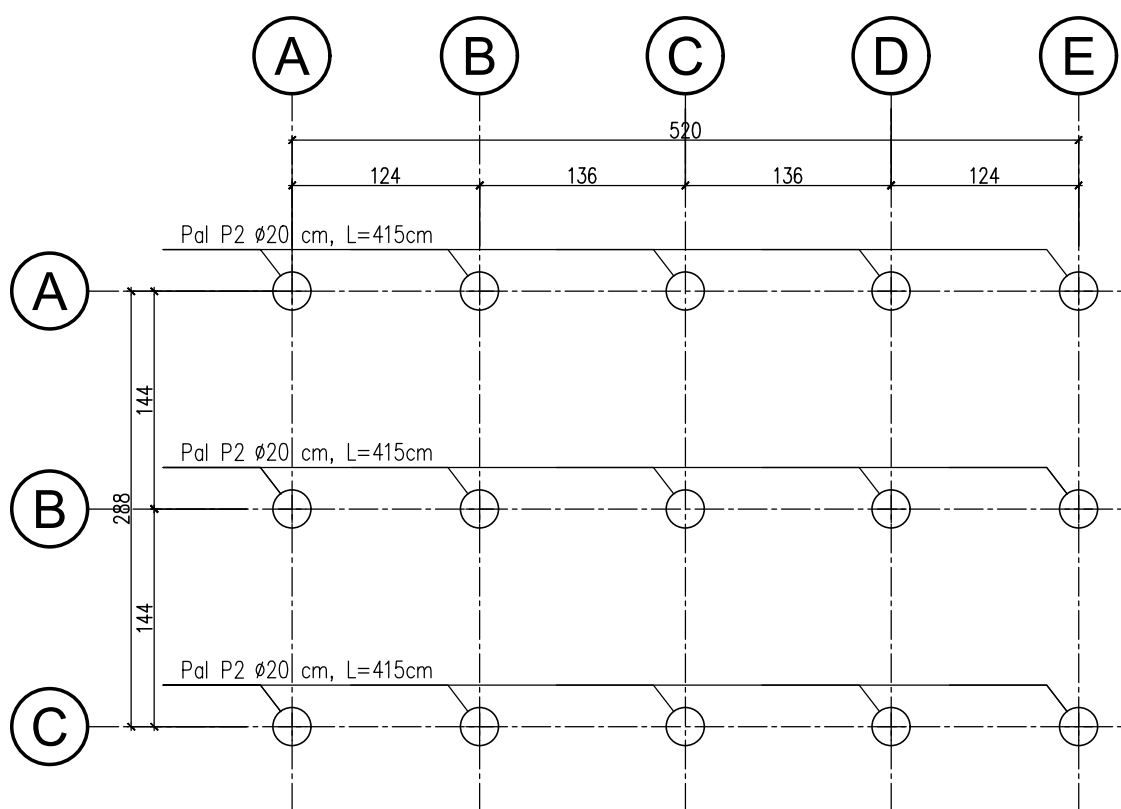 A B C D E
520
124 136 136 124
Pal P2 Ø20 cm, L=415cm
A
144
Pal P2 Ø20 cm, L=415cm
B
288
144
Pal P2 Ø20 cm, L=415cm
C